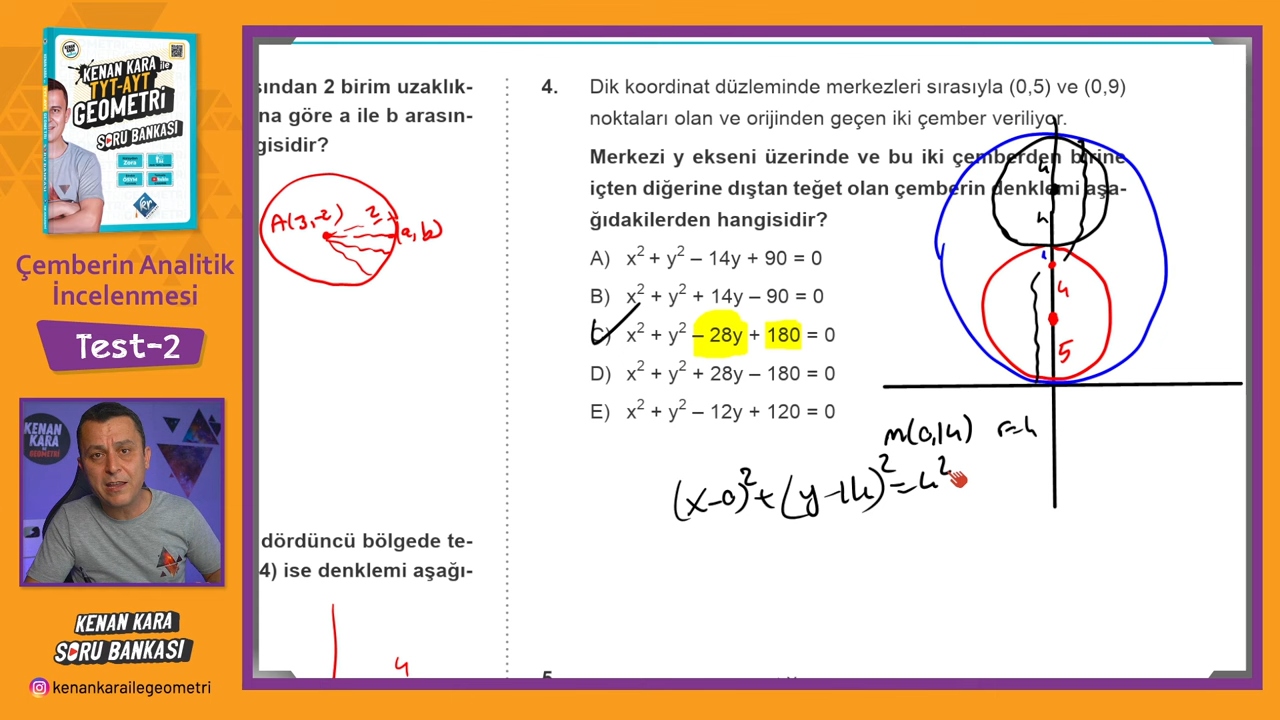 KENAN KARA ile
TYT-AYT
GEOMETRİ
SORU BANKASI
Çemberin Analitik
İncelenmesi
Test-2
KENAN
KARA
GEOMETRİ
KENAN KARA
SORU BANKASI
kenankarailegeometri
sından 2 birim uzaklık-
na göre a ile b arasın-
gisidir?
A(3,-2) 2 (a,b)
dördüncü bölgede te-
4) ise denklemi aşağı-
4
4. Dik koordinat düzleminde merkezleri sırasıyla (0,5) ve (0,9)
noktaları olan ve orijinden geçen iki çember veriliyor.
Merkezi y ekseni üzerinde ve bu iki çemberden birine
içten diğerine dıştan teğet olan çemberin denklemi aşa-
ğıdakilerden hangisidir?
A) x² + y² – 14y + 90 = 0
B) x² + y² + 14y – 90 = 0
C) x² + y² – 28y + 180 = 0
D) x² + y² + 28y – 180 = 0
E) x² + y² – 12y + 120 = 0
4
4
4
5
M(0,14) r=4
(x-0)²+(y-14)²=4²